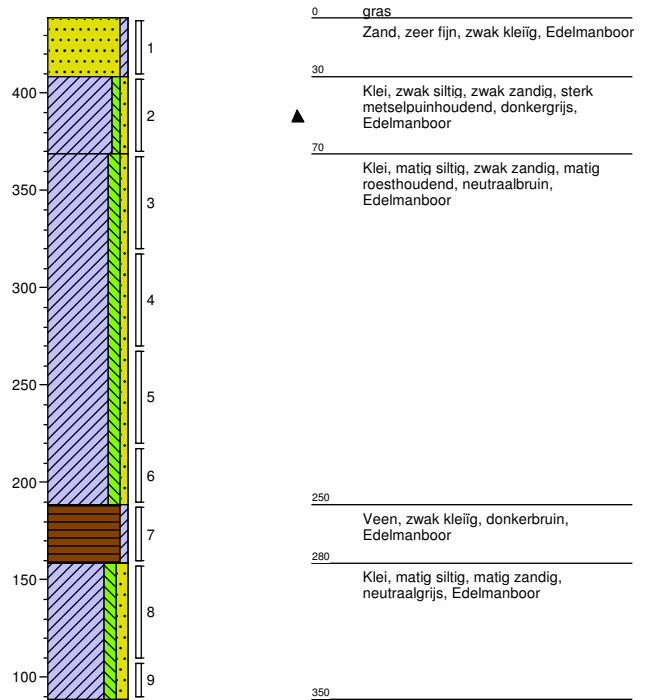 0
gras
Zand, zeer fijn, zwak kleiïg, Edelmanboor
1
30
400
2
Klei, zwak siltig, zwak zandig, sterk
metselpuinhoudend, donkergrijs,
Edelmanboor
70
Klei, matig siltig, zwak zandig, matig
roesthoudend, neutraalbruin,
Edelmanboor
350
3
300
4
250
5
200
6
250
7
Veen, zwak kleiïg, donkerbruin,
Edelmanboor
280
150
Klei, matig siltig, matig zandig,
neutraalgrijs, Edelmanboor
8
100
9
350